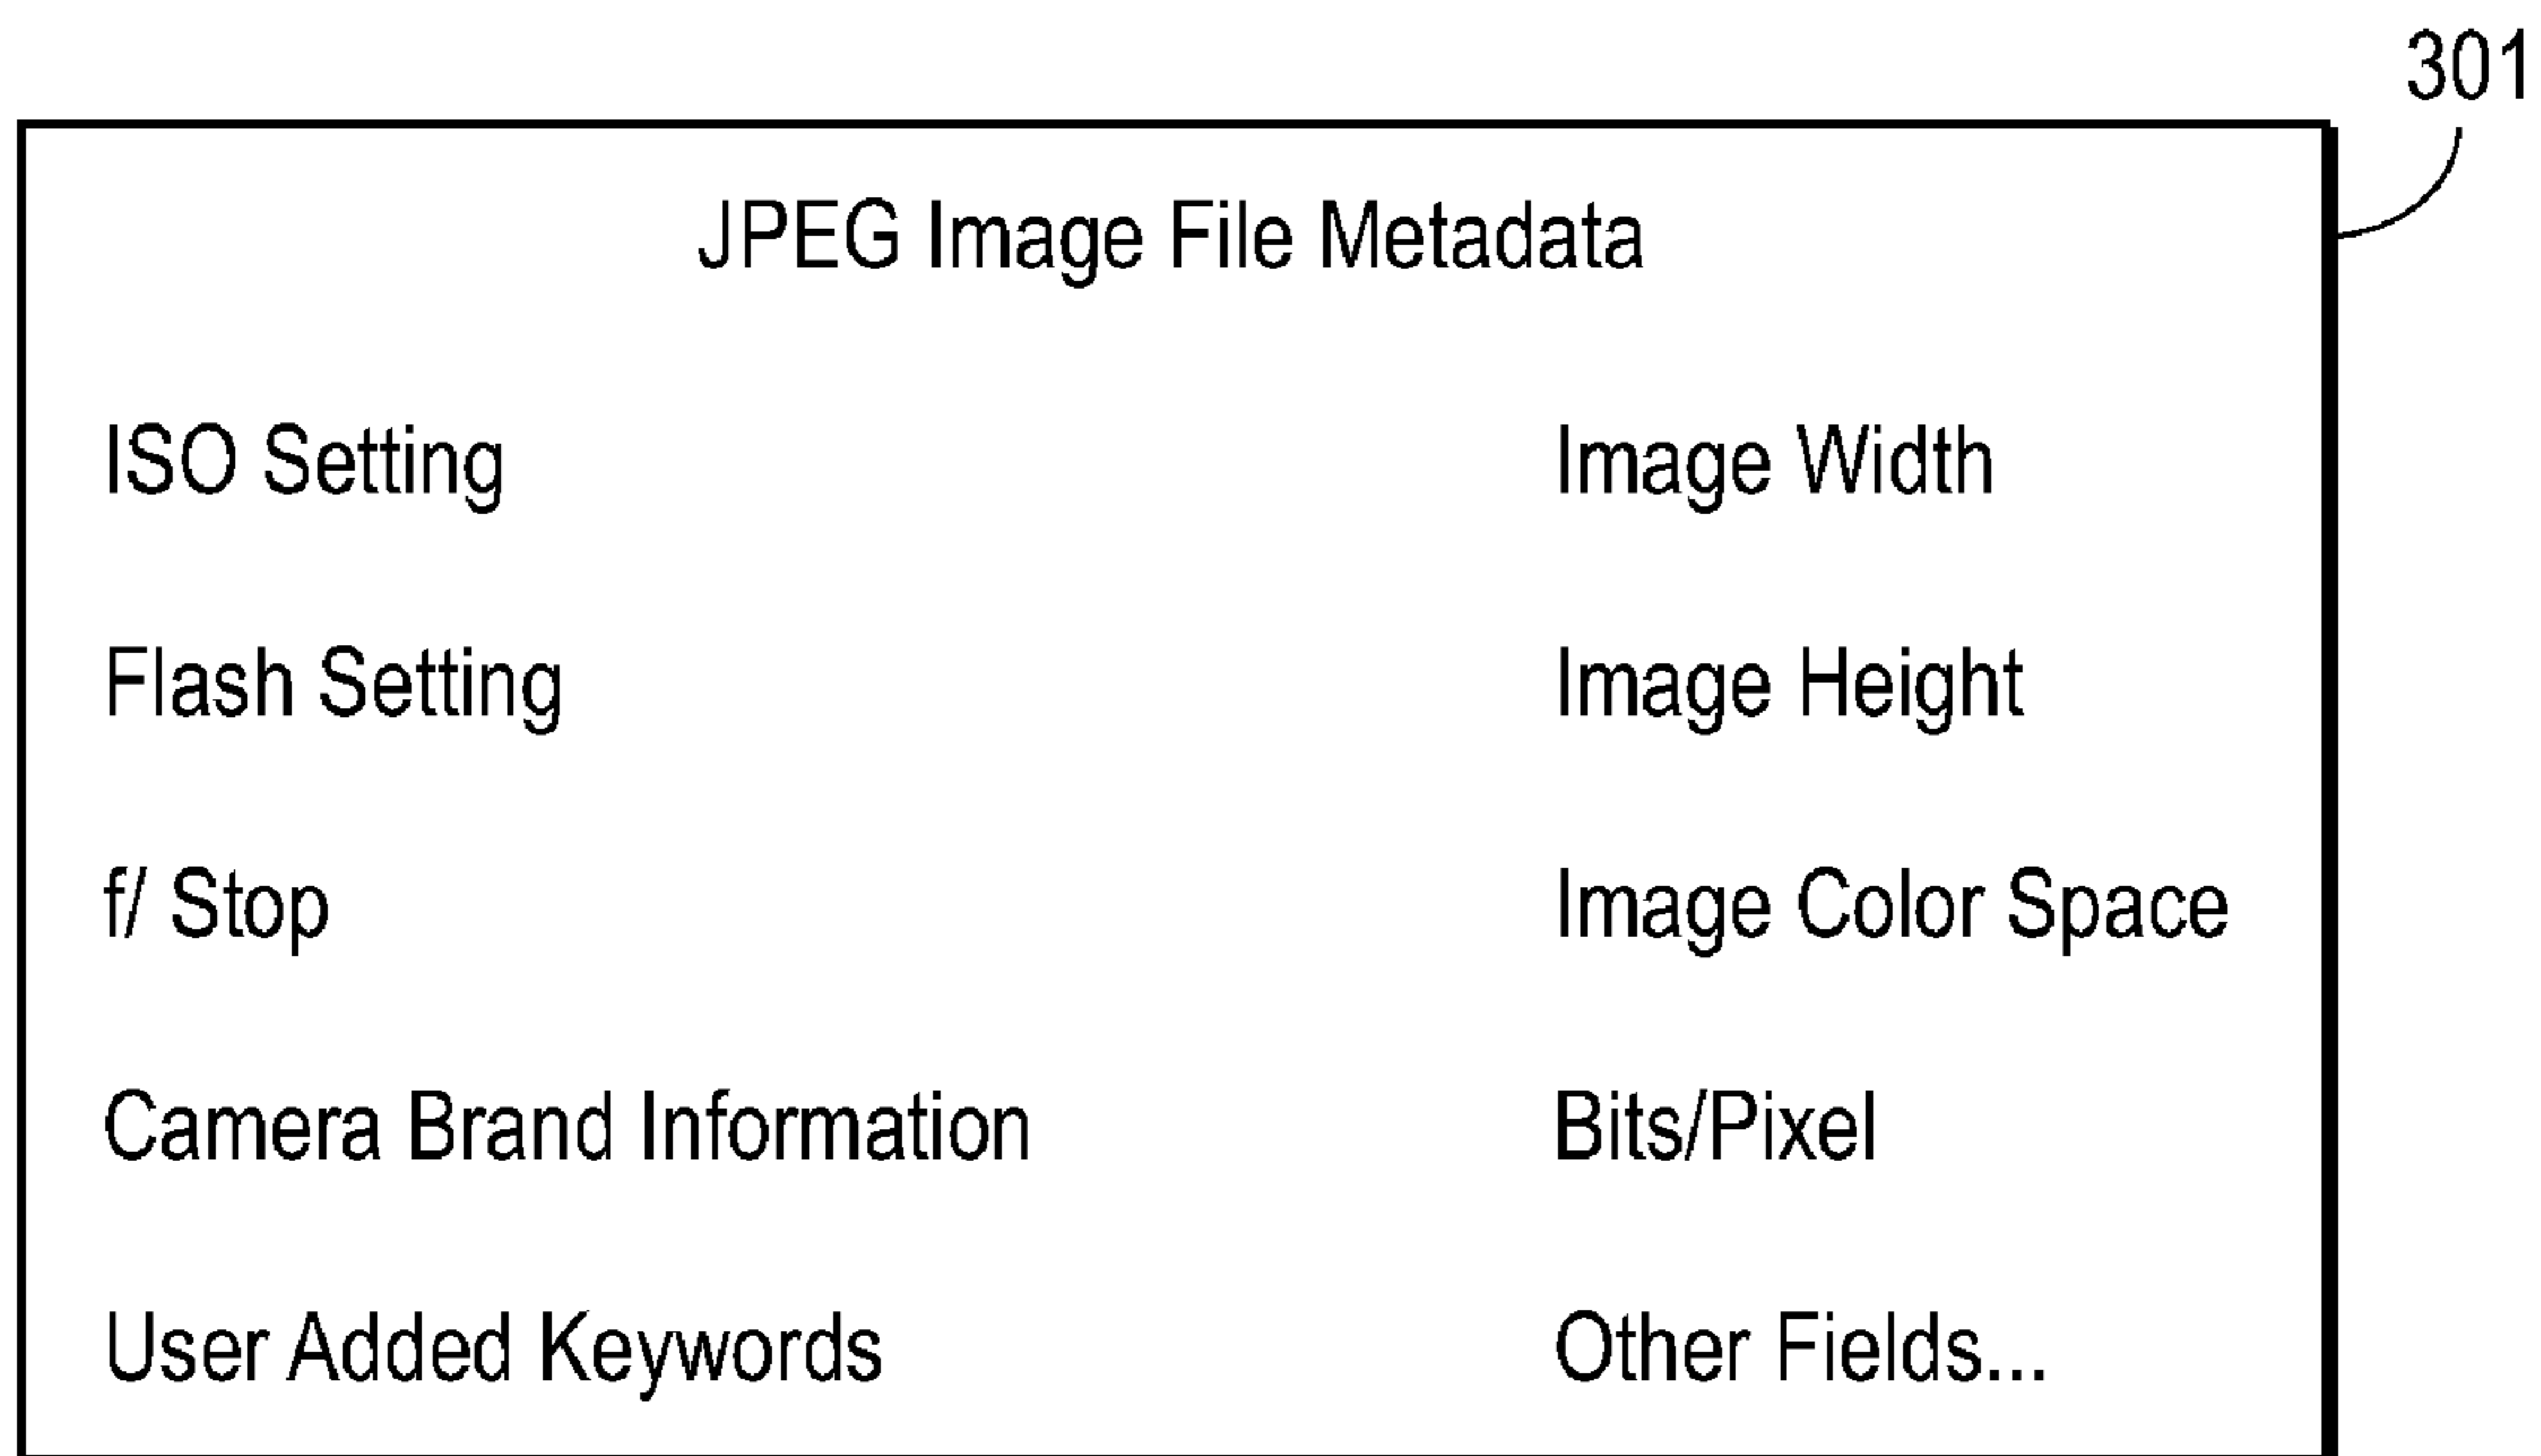 301
JPEG Image File Metadata
ISO Setting Image Width
Flash Setting Image Height
f/ Stop Image Color Space
Camera Brand Information Bits/Pixel
User Added Keywords Other Fields...